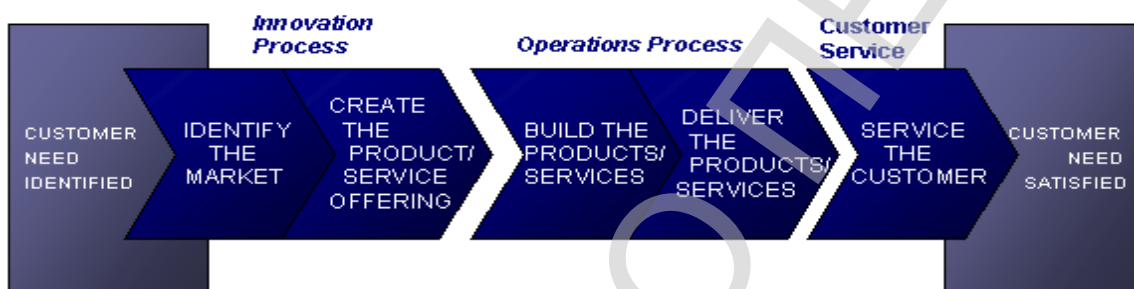 Innovation
Process
Operations Process
Customer
Service
CUSTOMER
NEED
IDENTIFIED
IDENTIFY
THE
MARKET
CREATE
THE
PRODUCT/
SERVICE
OFFERING
BUILD THE
PRODUCTS/
SERVICES
DELIVER
THE
PRODUCTS/
SERVICES
SERVICE
THE
CUSTOMER
CUSTOMER
NEED
SATISFIED